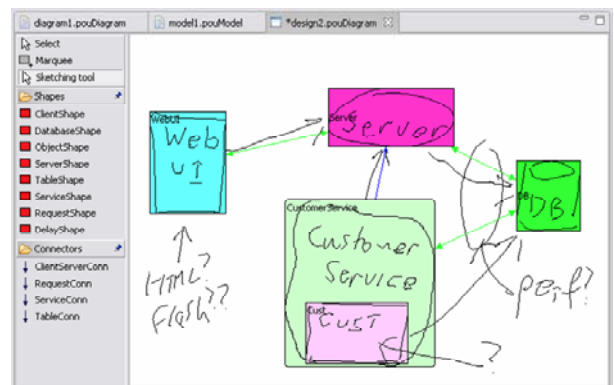 diagram1.pouDiagram
model1.pouModel
*design2.pouDiagram
Select
Marquee
Sketching tool
Shapes
ClientShape
DatabaseShape
ObjectShape
ServerShape
TableShape
ServiceShape
RequestShape
DelayShape
Connectors
ClientServerConn
RequestConn
ServiceConn
TableConn
WebUI
Web
UI
HTML?
Flash??
Server
Server
CustomerService
Customer
Service
Cust
CUST
?
DB
DB
perf?